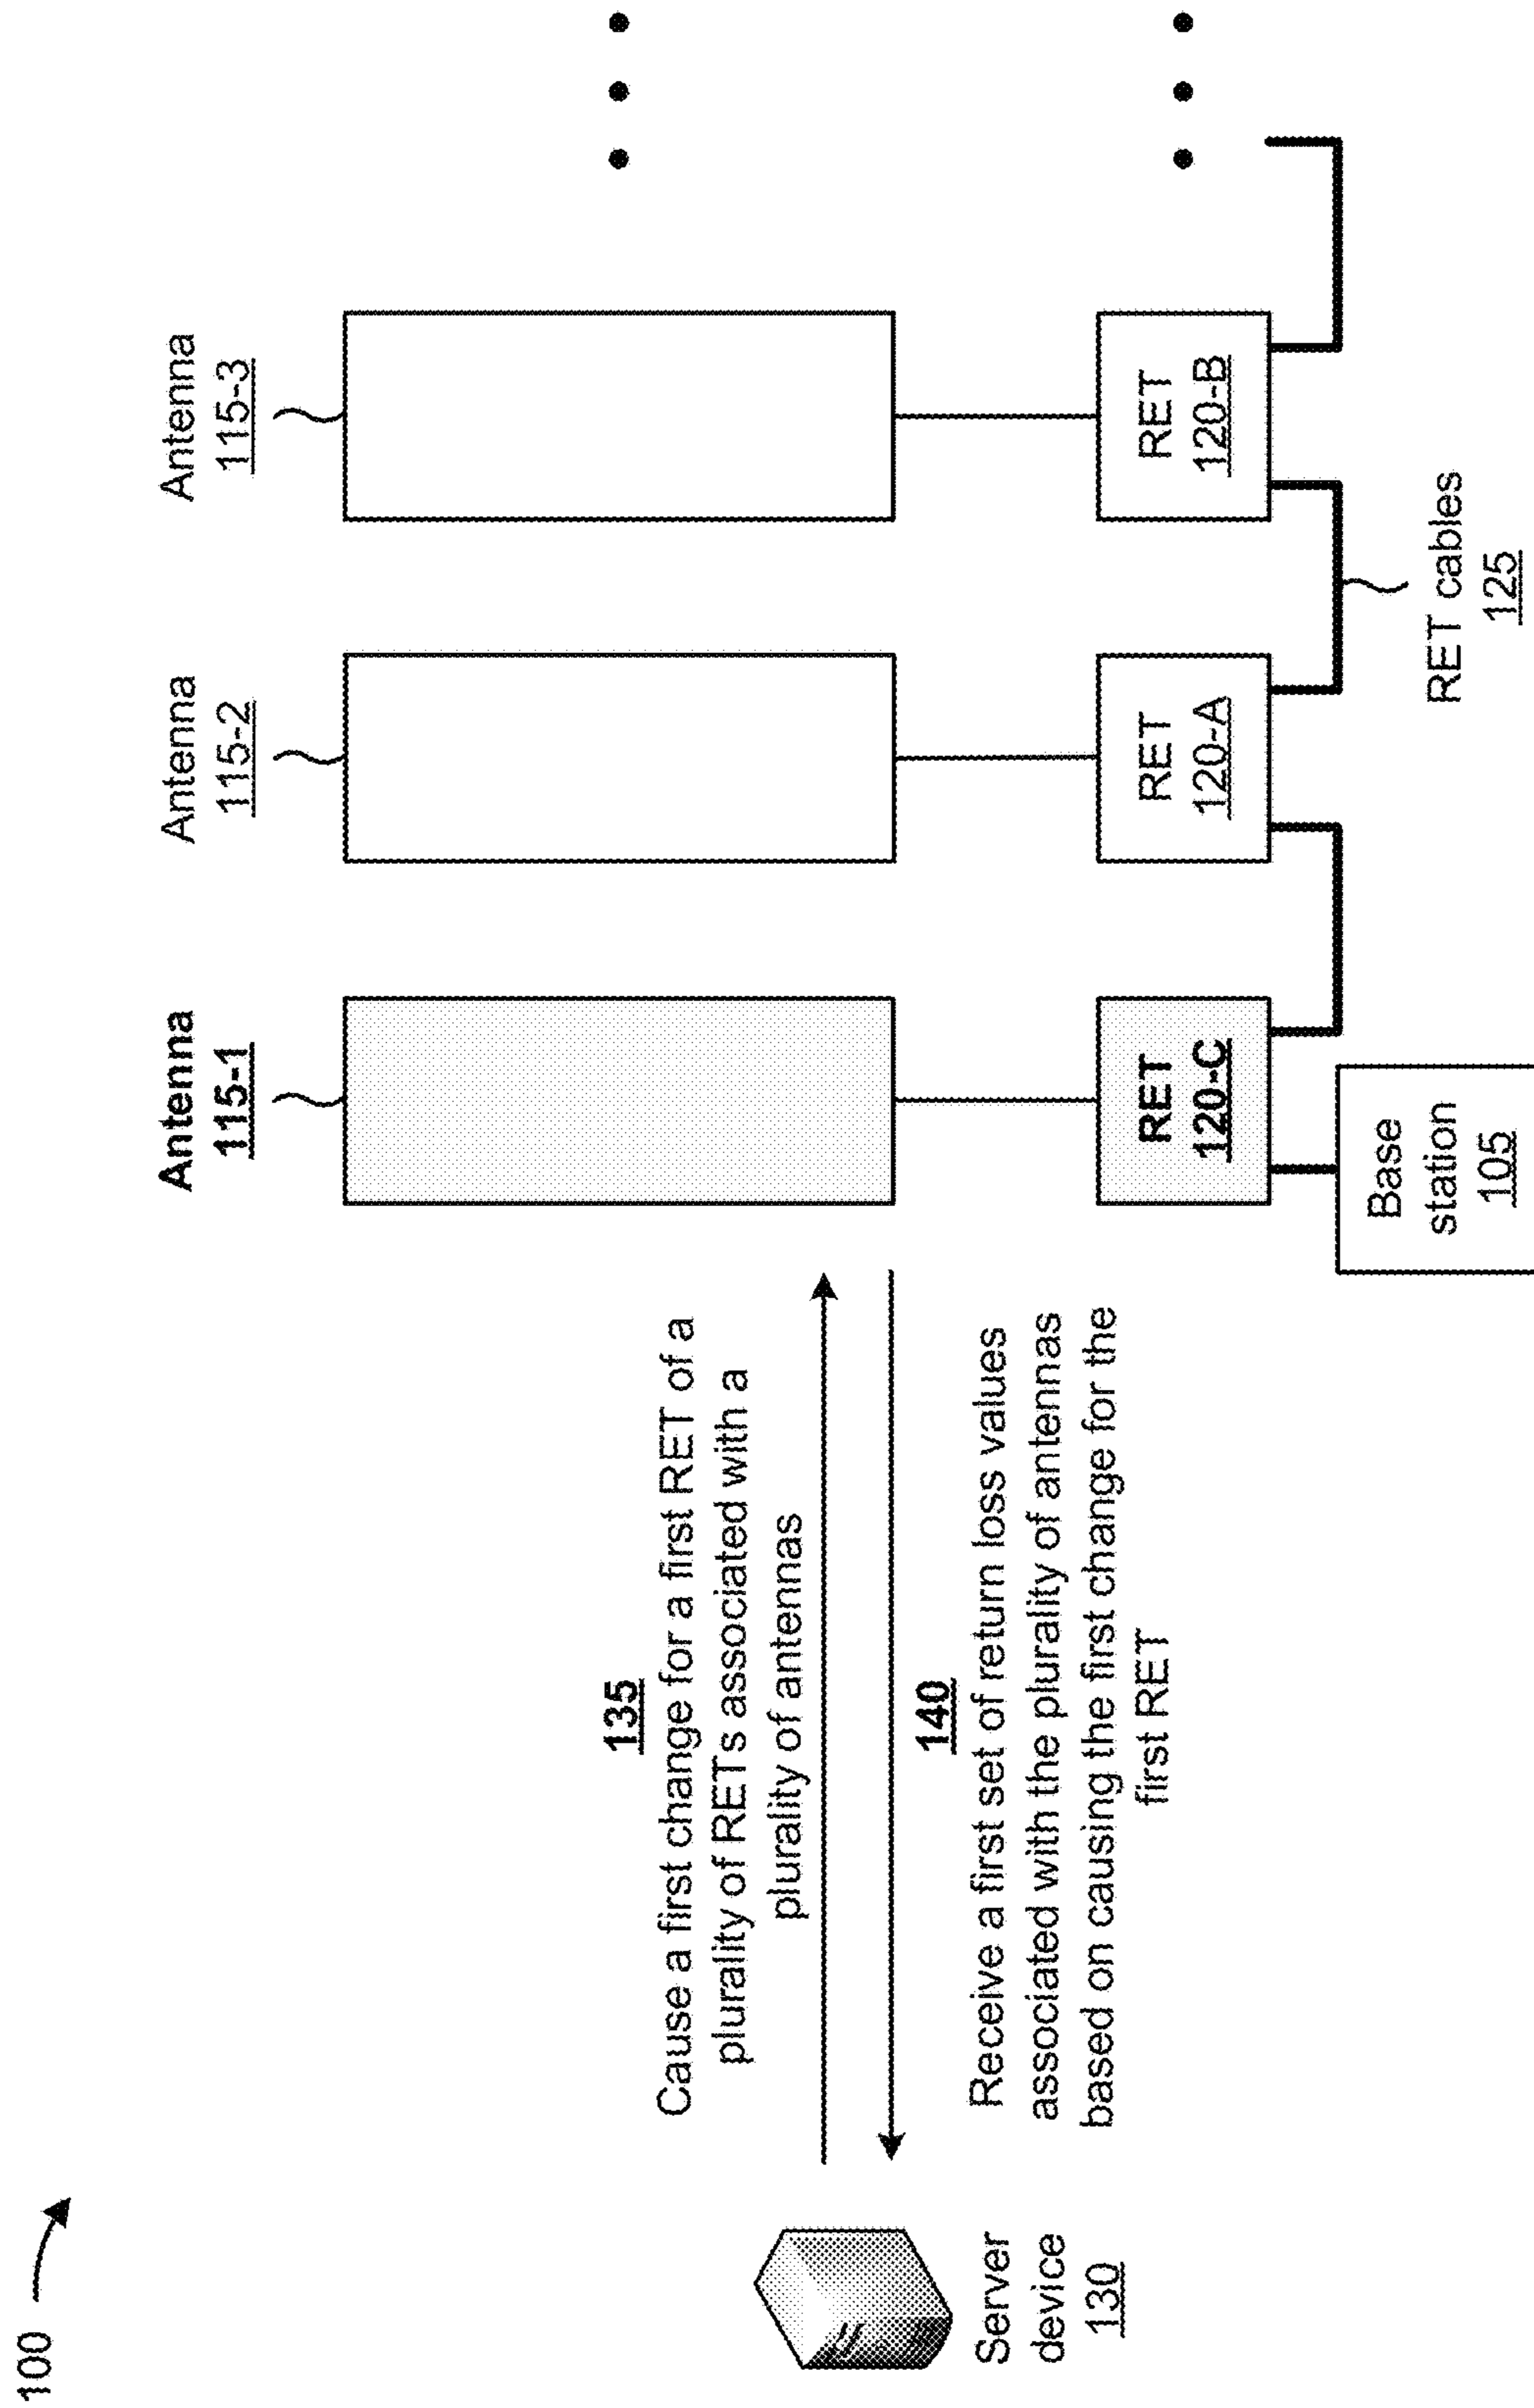 100
Antenna
115-1
Antenna
115-2
Antenna
115-3
135
Cause a first change for a first RET of a
plurality of RETs associated with a
plurality of antennas
140
Receive a first set of return loss values
associated with the plurality of antennas
based on causing the first change for the
first RET
Server
device
130
RET
120-C
RET
120-A
RET
120-B
Base
station
105
RET cables
125